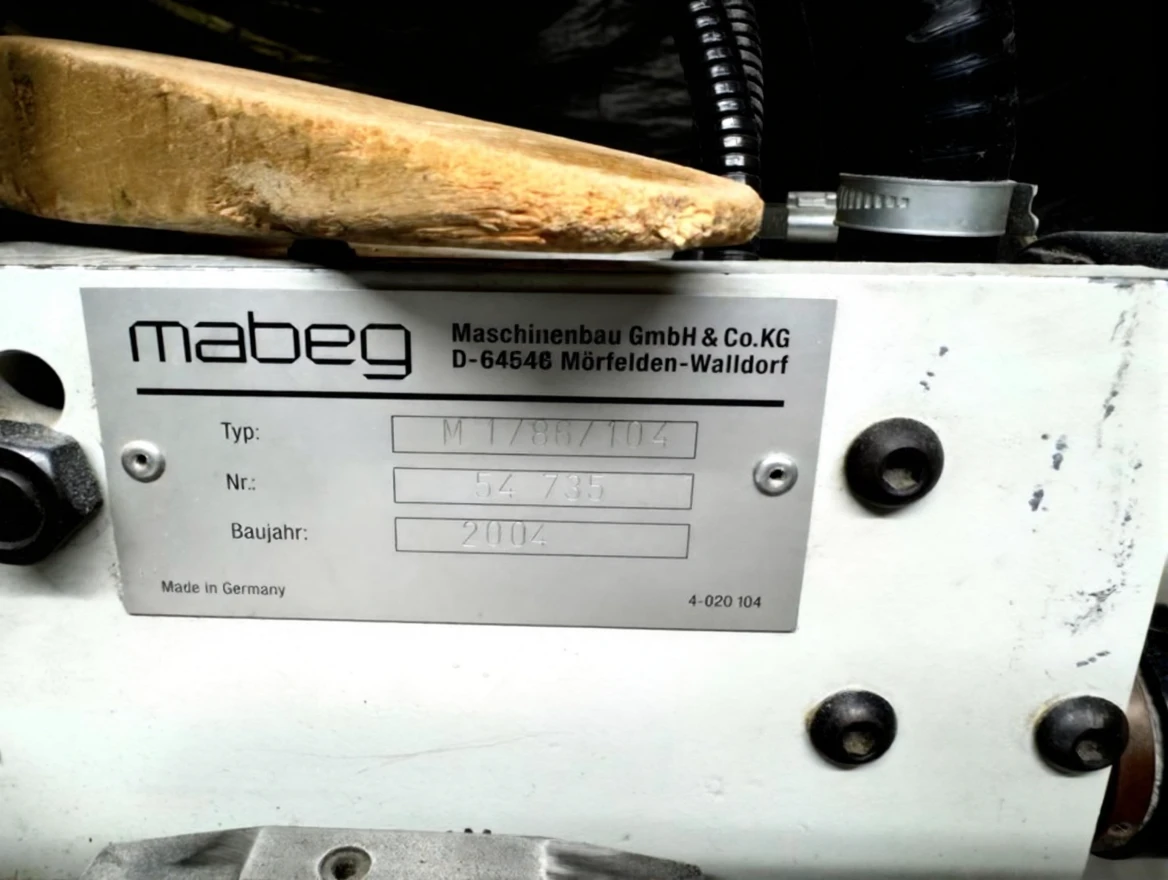 mabeg
Maschinenbau GmbH & Co.KG
D-64546 Mörfelden-Walldorf
Typ: M 1/86/104
Nr.: 54 735
Baujahr: 2004
Made in Germany
4-020 104